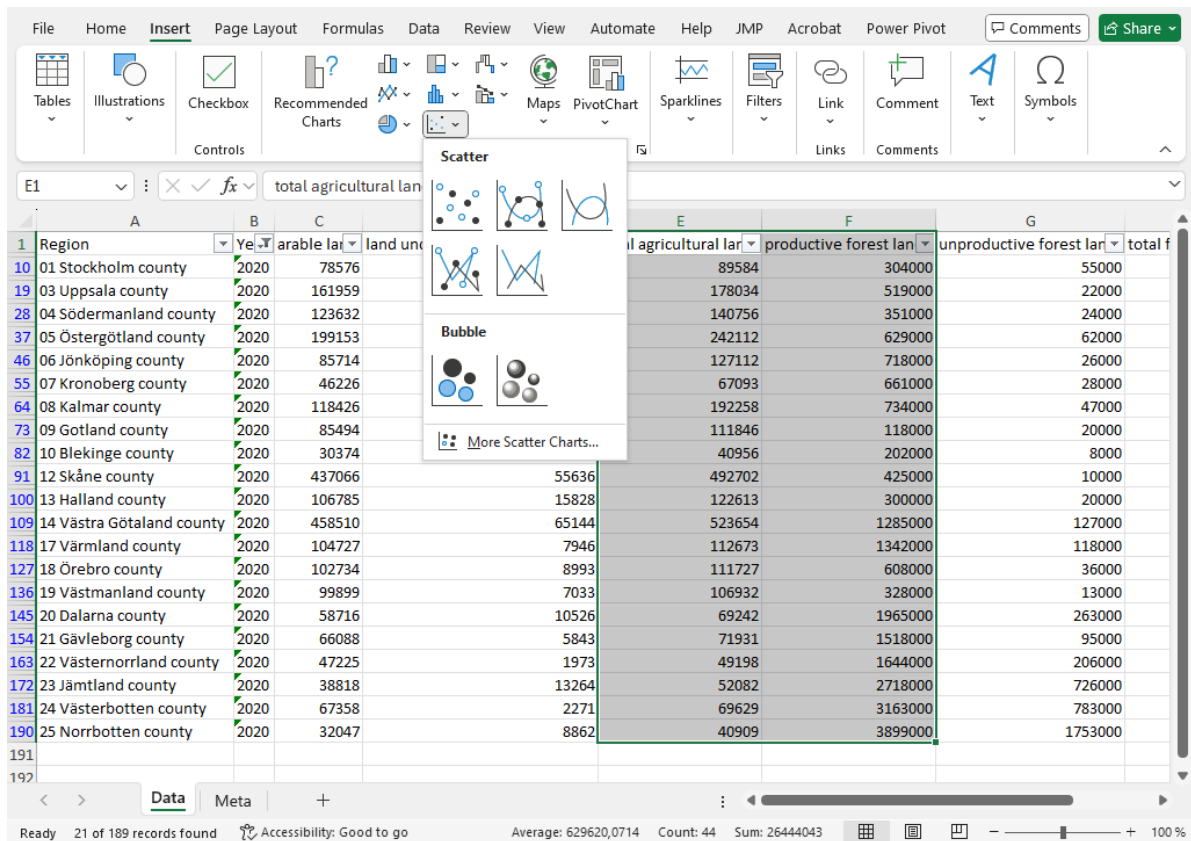 File Home Insert Page Layout Formulas Data Review View Automate Help JMP Acrobat Power Pivot Comments Share
Tables Illustrations Checkbox Recommended Charts Maps PivotChart Sparklines Filters Link Comment Text Symbols
Controls Links Comments
Scatter
E1 fx total agricultural lan
A B C E F G
1 Region Ye arable lar land unc l agricultural lar productive forest lan unproductive forest lar total f
10 01 Stockholm county 2020 78576 89584 304000 55000
19 03 Uppsala county 2020 161959 178034 519000 22000
28 04 Södermanland county 2020 123632 140756 351000 24000
Bubble
37 05 Östergötland county 2020 199153 242112 629000 62000
46 06 Jönköping county 2020 85714 127112 718000 26000
55 07 Kronoberg county 2020 46226 67093 661000 28000
64 08 Kalmar county 2020 118426 192258 734000 47000
73 09 Gotland county 2020 85494 111846 118000 20000
More Scatter Charts...
82 10 Blekinge county 2020 30374 40956 202000 8000
91 12 Skåne county 2020 437066 55636 492702 425000 10000
100 13 Halland county 2020 106785 15828 122613 300000 20000
109 14 Västra Götaland county 2020 458510 65144 523654 1285000 127000
118 17 Värmland county 2020 104727 7946 112673 1342000 118000
127 18 Örebro county 2020 102734 8993 111727 608000 36000
136 19 Västmanland county 2020 99899 7033 106932 328000 13000
145 20 Dalarna county 2020 58716 10526 69242 1965000 263000
154 21 Gävleborg county 2020 66088 5843 71931 1518000 95000
163 22 Västernorrland county 2020 47225 1973 49198 1644000 206000
172 23 Jämtland county 2020 38818 13264 52082 2718000 726000
181 24 Västerbotten county 2020 67358 2271 69629 3163000 783000
190 25 Norrbotten county 2020 32047 8862 40909 3899000 1753000
191
192
Data Meta +
Ready 21 of 189 records found Accessibility: Good to go Average: 629620,0714 Count: 44 Sum: 26444043 - + 100 %